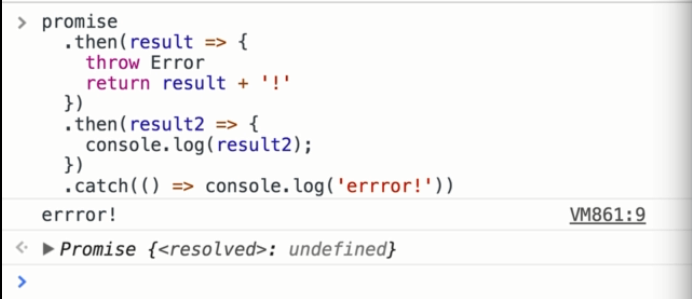 > promise
.then(result => {
throw Error
return result + '!'
})
.then(result2 => {
console.log(result2);
})
.catch(() => console.log('errror!'))
errror! VM861:9
Promise {<resolved>: undefined}
>